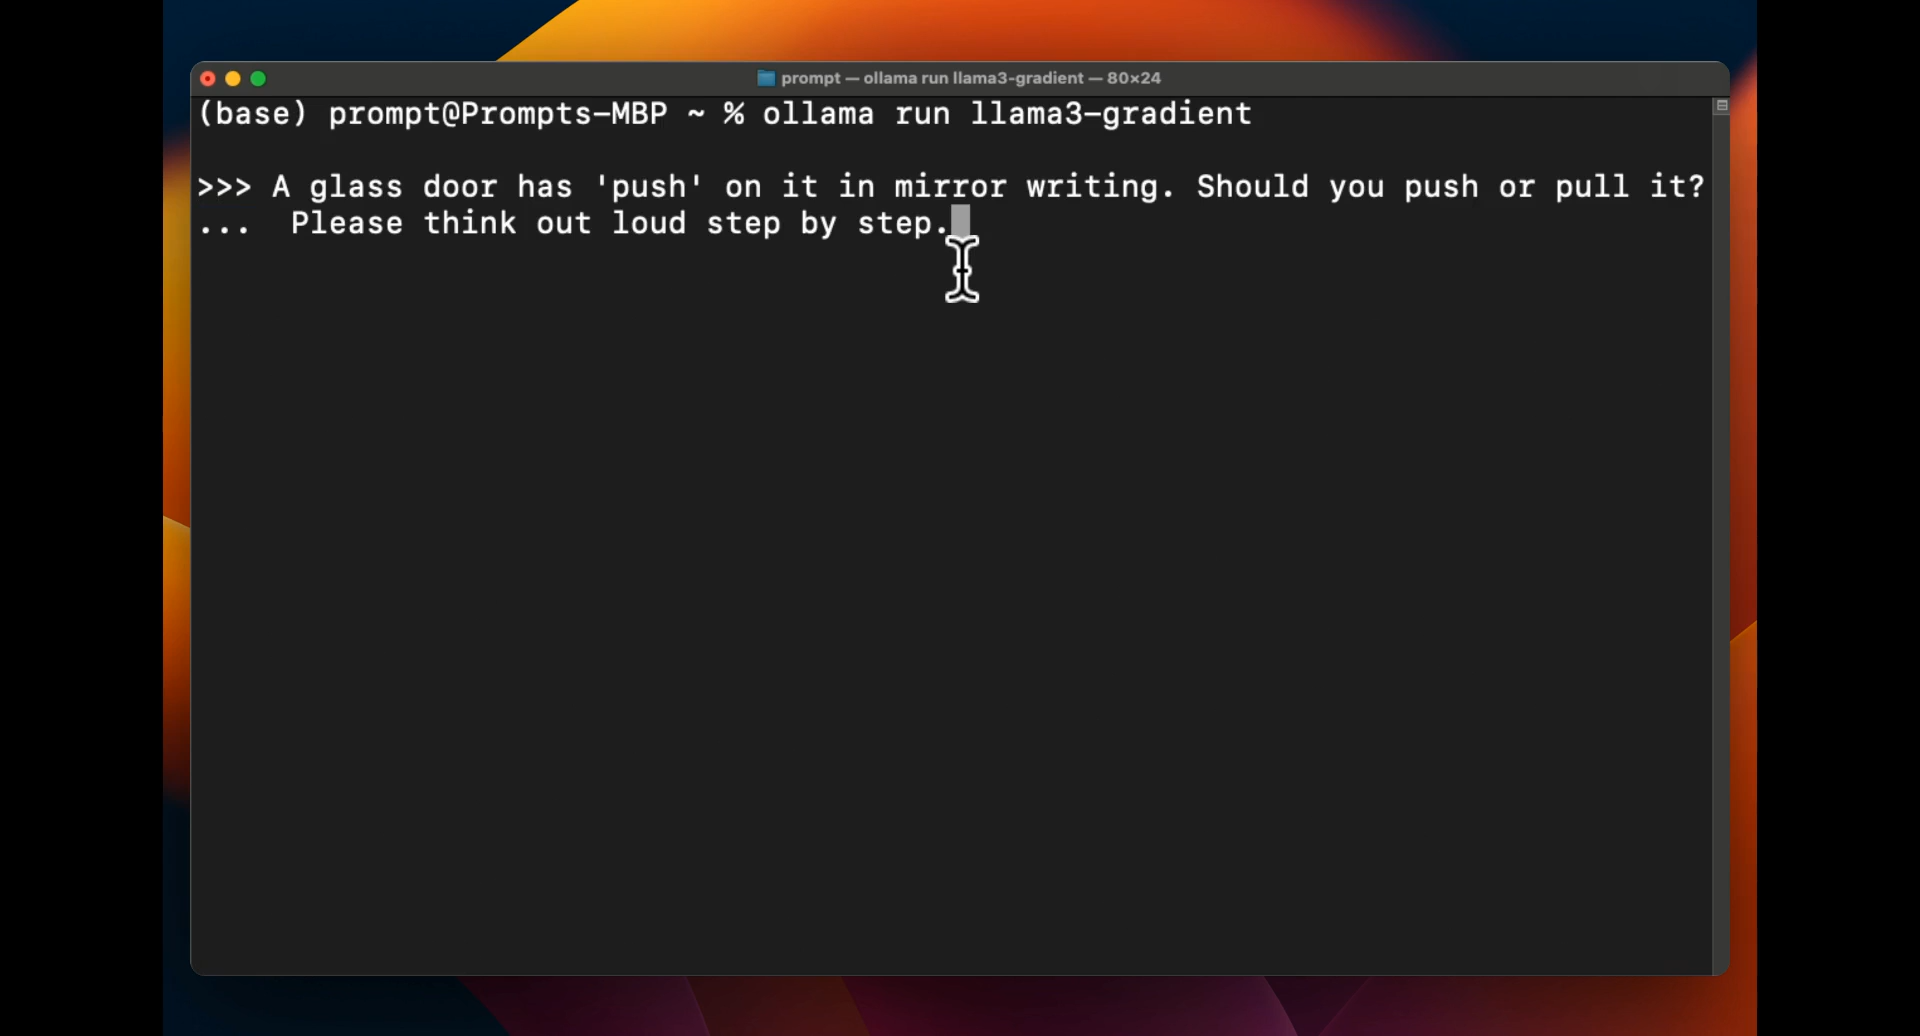 prompt — ollama run llama3-gradient — 80×24
(base) prompt@Prompts-MBP ~ % ollama run llama3-gradient
>>> A glass door has 'push' on it in mirror writing. Should you push or pull it?
...  Please think out loud step by step.